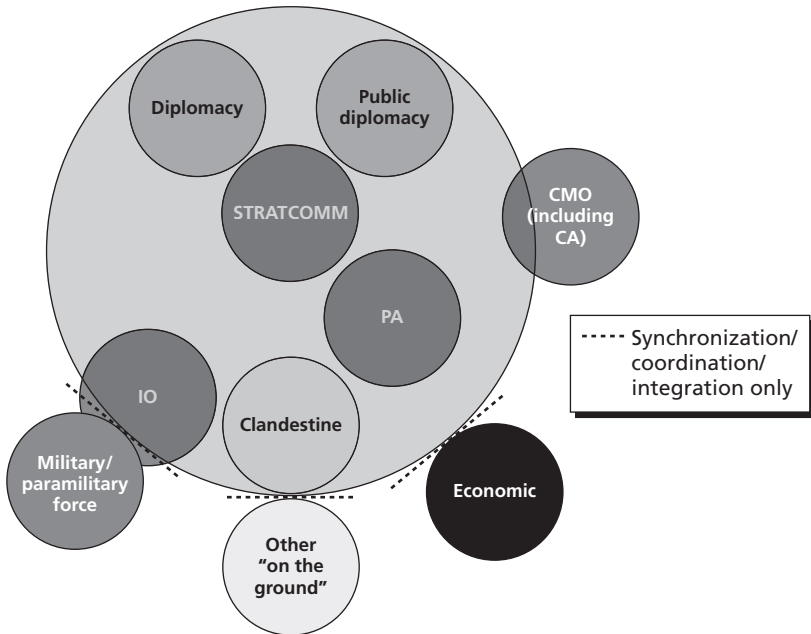 Diplomacy
Public
diplomacy
STRATCOMM
CMO
(including
CA)
PA
Synchronization/
coordination/
integration only
IO
Clandestine
Military/
paramilitary
force
Economic
Other
“on the
ground”